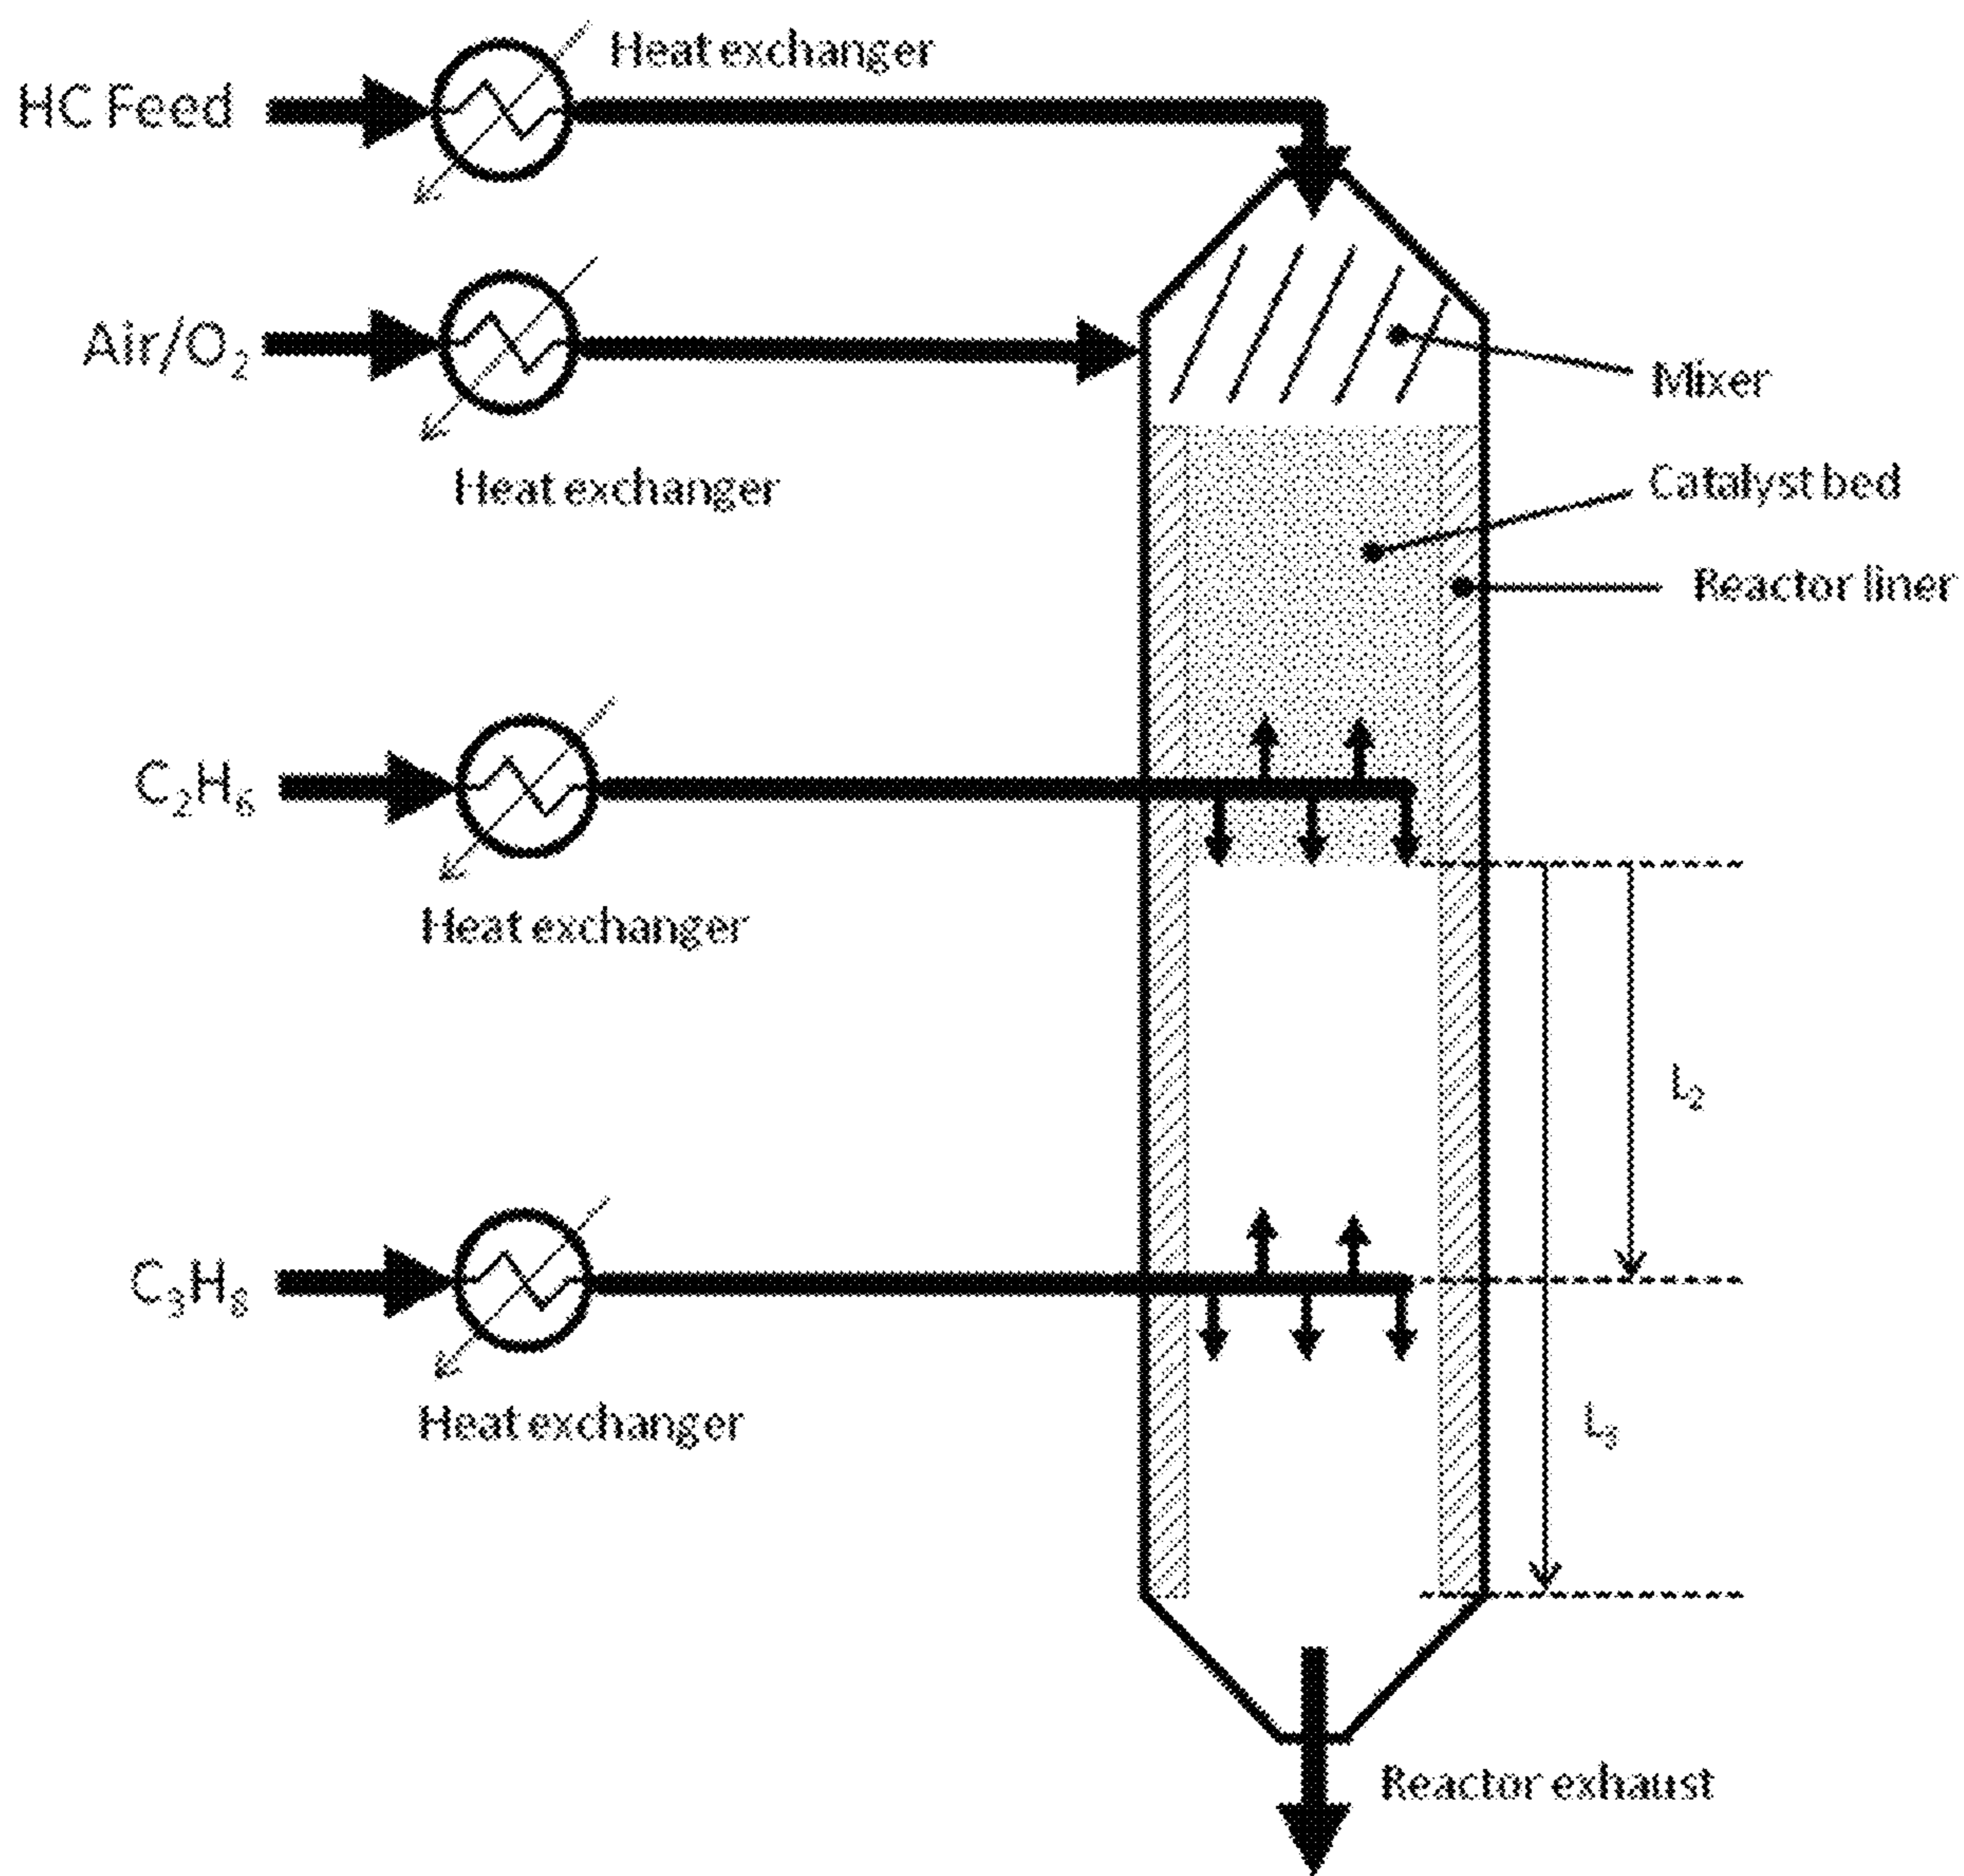 Heat exchanger
HC Feed
Air/O₂
Mixer
Heat exchanger
Catalyst bed
Reactor liner
C₂H₆
Heat exchanger
L₂
C₃H₈
Heat exchanger
L₃
Reactor exhaust